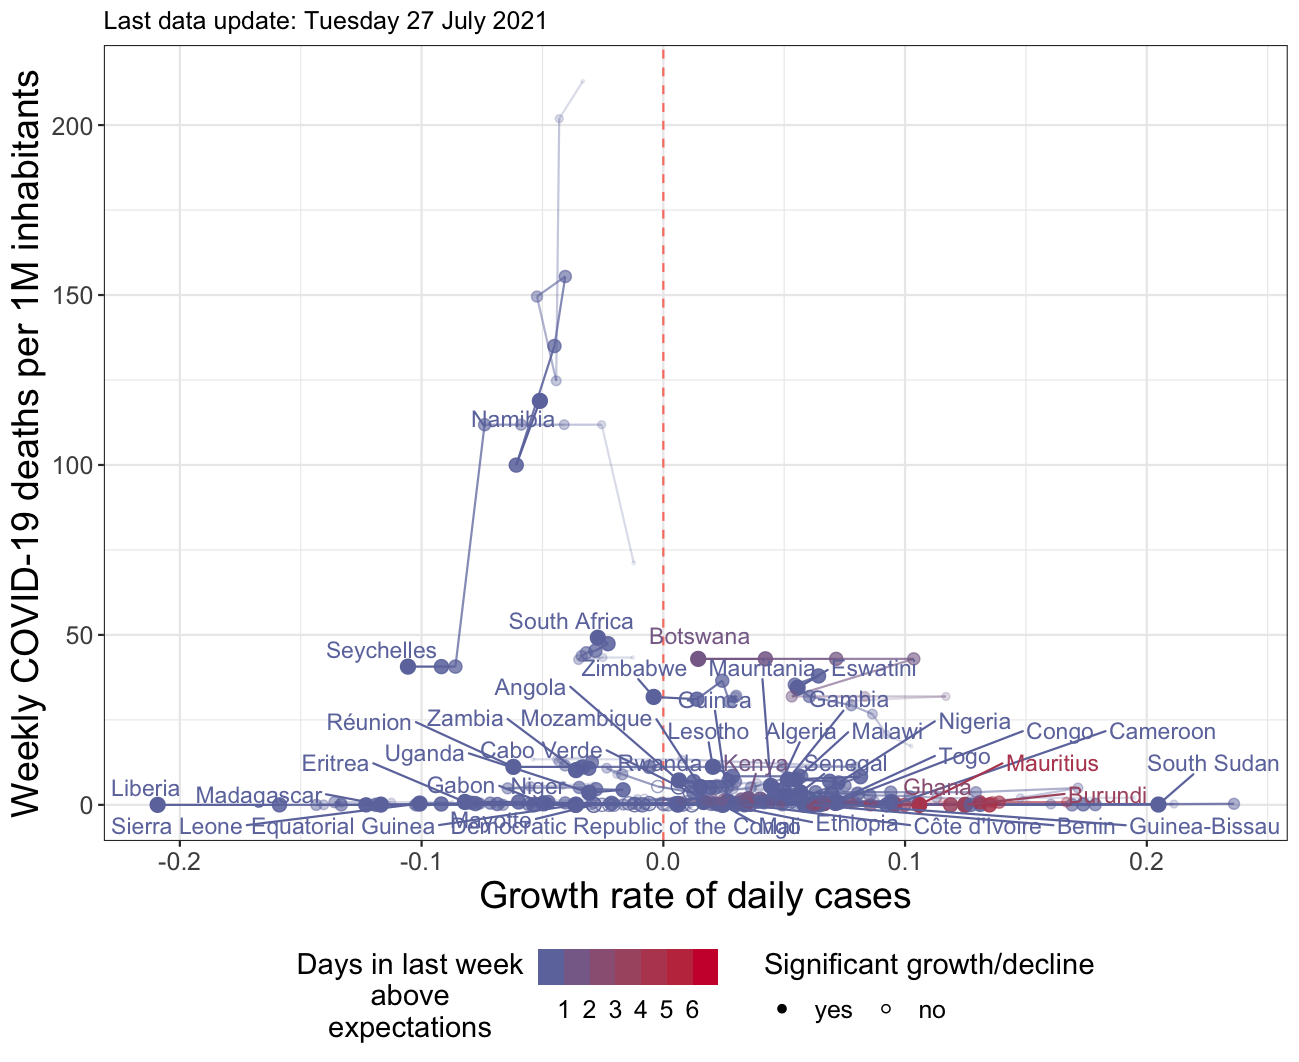 Last data update: Tuesday 27 July 2021
Weekly COVID-19 deaths per 1M inhabitants
200
150
100
50
0
Namibia
South Africa
Botswana
Seychelles
Zimbabwe
Mauritania
Eswatini
Angola
Guinea
Gambia
Réunion
Zambia
Mozambique
Lesotho
Algeria
Malawi
Nigeria
Congo
Cameroon
Uganda
Cabo Verde
Eritrea
Rwanda
Kenya
Senegal
Togo
Mauritius
South Sudan
Liberia
Madagascar
Gabon
Niger
Ghana
Burundi
Sierra Leone
Equatorial Guinea
Mayotte
Democratic Republic of the Congo
Mali
Ethiopia
Côte d'Ivoire
Benin
Guinea-Bissau
-0.2
-0.1
0.0
0.1
0.2
Growth rate of daily cases
Days in last week
above
expectations
1 2 3 4 5 6
Significant growth/decline
yes
no